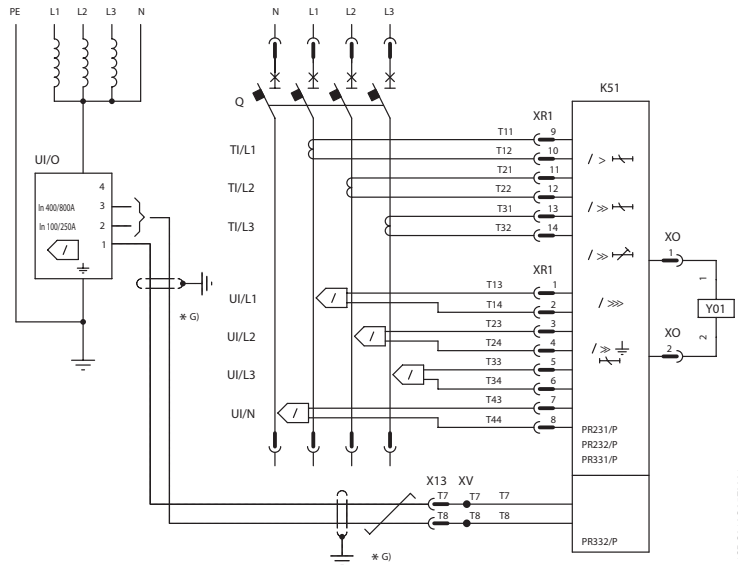 PE L1 L2 L3 N
N L1 L2 L3
Q
K51
XR1
UI/O
T11 9
TI/L1
T12 10
T21 11
TI/L2
T22 12
T31 13
TI/L3
T32 14
4
In 400/800A 3
In 100/250A 2
1
/
/ >
/ ≫
/ ≫
XO
1
1
XR1
T13 1
UI/L1 /
T14 2
/ ⋙
Y01
* G)
T23 3
UI/L2 /
T24 4
/ ≫
2
XO
2
T33 5
UI/L3 /
T34 6
T43 7
UI/N /
T44 8
PR231/P
PR232/P
PR331/P
X13 XV
T7 T7 T7
T8 T8 T8
PR332/P
* G)